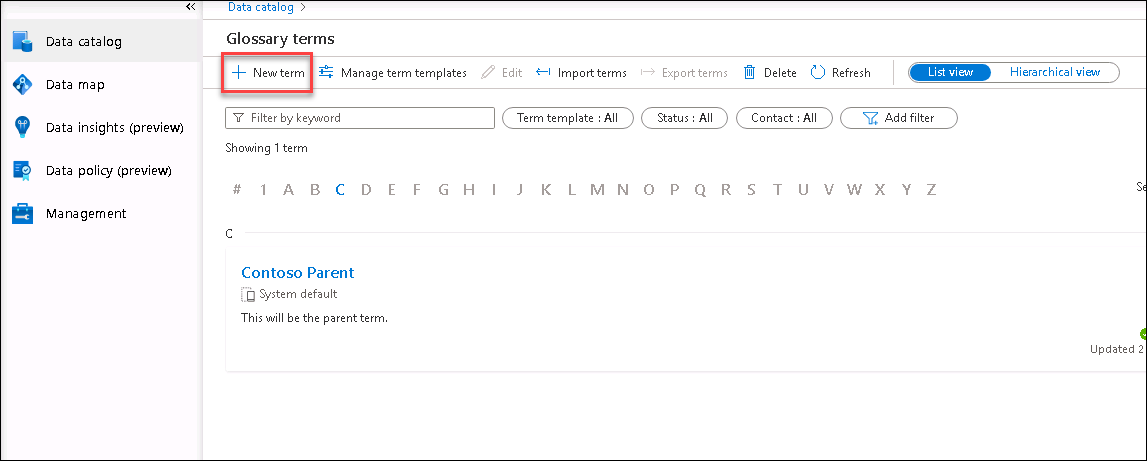 Data catalog
Data map
Data insights (preview)
Data policy (preview)
Management
Data catalog
Glossary terms
New term Manage term templates Edit Import terms Export terms Delete Refresh List view Hierarchical view
Filter by keyword Term template : All Status : All Contact : All Add filter
Showing 1 term
# 1 A B C D E F G H I J K L M N O P Q R S T U V W X Y Z Se
C
Contoso Parent
System default
This will be the parent term.
Updated 2